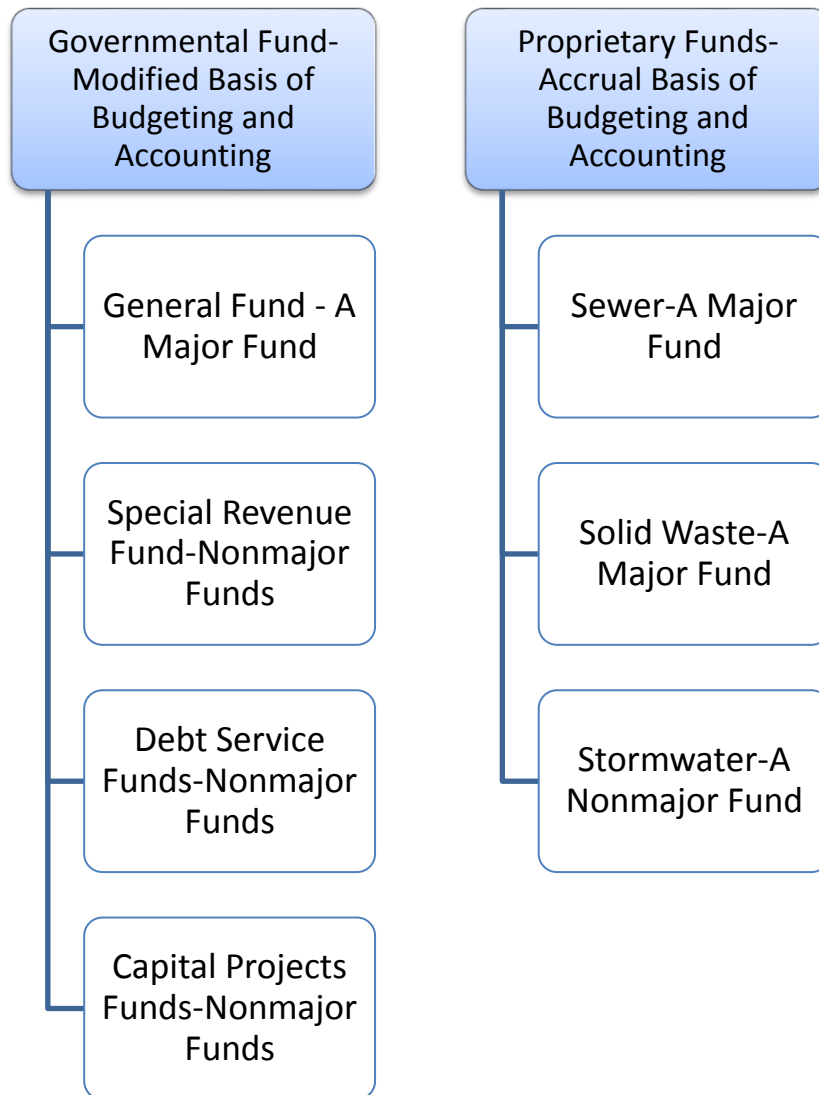 Governmental Fund-
Modified Basis of
Budgeting and
Accounting
General Fund - A
Major Fund
Special Revenue
Fund-Nonmajor
Funds
Debt Service
Funds-Nonmajor
Funds
Capital Projects
Funds-Nonmajor
Funds
Proprietary Funds-
Accrual Basis of
Budgeting and
Accounting
Sewer-A Major
Fund
Solid Waste-A
Major Fund
Stormwater-A
Nonmajor Fund